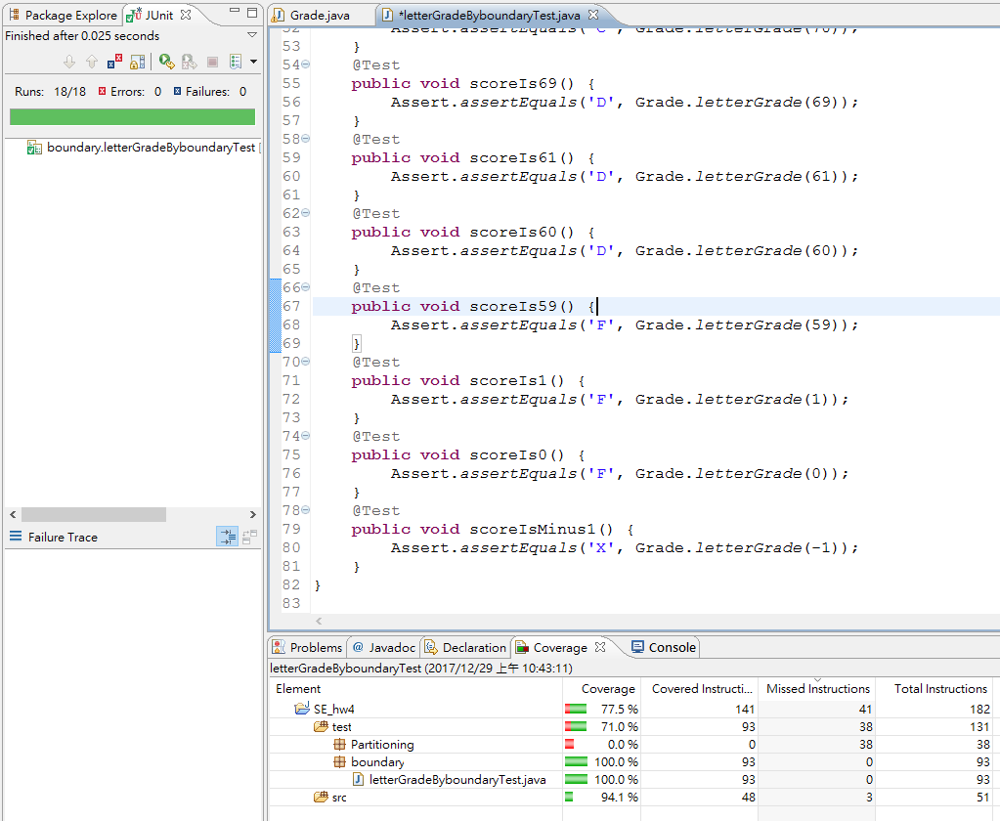 Package Explorer JUnit
Finished after 0.025 seconds
Runs: 18/18 Errors: 0 Failures: 0
boundary.letterGradeByboundaryTest [
Failure Trace
Grade.java *letterGradeByboundaryTest.java
52 Assert.assertEquals('C', Grade.letterGrade(70));
53 }
54 @Test
55 public void scoreIs69() {
56 Assert.assertEquals('D', Grade.letterGrade(69));
57 }
58 @Test
59 public void scoreIs61() {
60 Assert.assertEquals('D', Grade.letterGrade(61));
61 }
62 @Test
63 public void scoreIs60() {
64 Assert.assertEquals('D', Grade.letterGrade(60));
65 }
66 @Test
67 public void scoreIs59() {
68 Assert.assertEquals('F', Grade.letterGrade(59));
69 }
70 @Test
71 public void scoreIs1() {
72 Assert.assertEquals('F', Grade.letterGrade(1));
73 }
74 @Test
75 public void scoreIs0() {
76 Assert.assertEquals('F', Grade.letterGrade(0));
77 }
78 @Test
79 public void scoreIsMinus1() {
80 Assert.assertEquals('X', Grade.letterGrade(-1));
81 }
82 }
83
Problems @ Javadoc Declaration Coverage Console
letterGradeByboundaryTest (2017/12/29 上午 10:43:11)
Element Coverage Covered Instructi... Missed Instructions Total Instructions
SE_hw4 77.5 % 141 41 182
test 71.0 % 93 38 131
Partitioning 0.0 % 0 38 38
boundary 100.0 % 93 0 93
letterGradeByboundaryTest.java 100.0 % 93 0 93
src 94.1 % 48 3 51